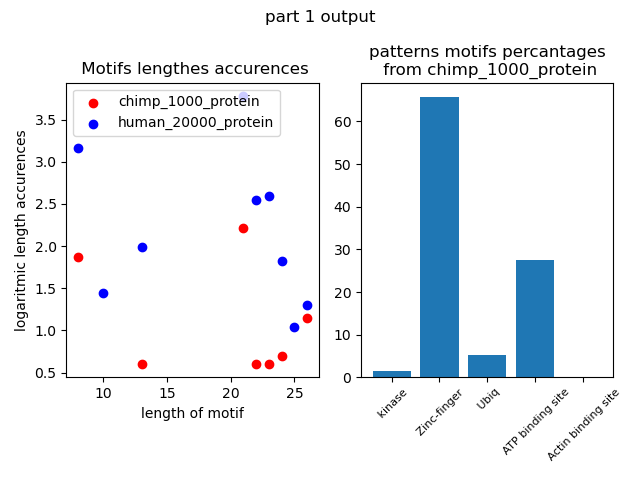 part 1 output
Motifs lengthes accurences
chimp_1000_protein
human_20000_protein
logaritmic length accurences
3.5
3.0
2.5
2.0
1.5
1.0
0.5
10
15
20
25
length of motif
patterns motifs percantages
from chimp_1000_protein
60
50
40
30
20
10
0
kinase
Zinc-finger
Ubiq
ATP binding site
Actin binding site